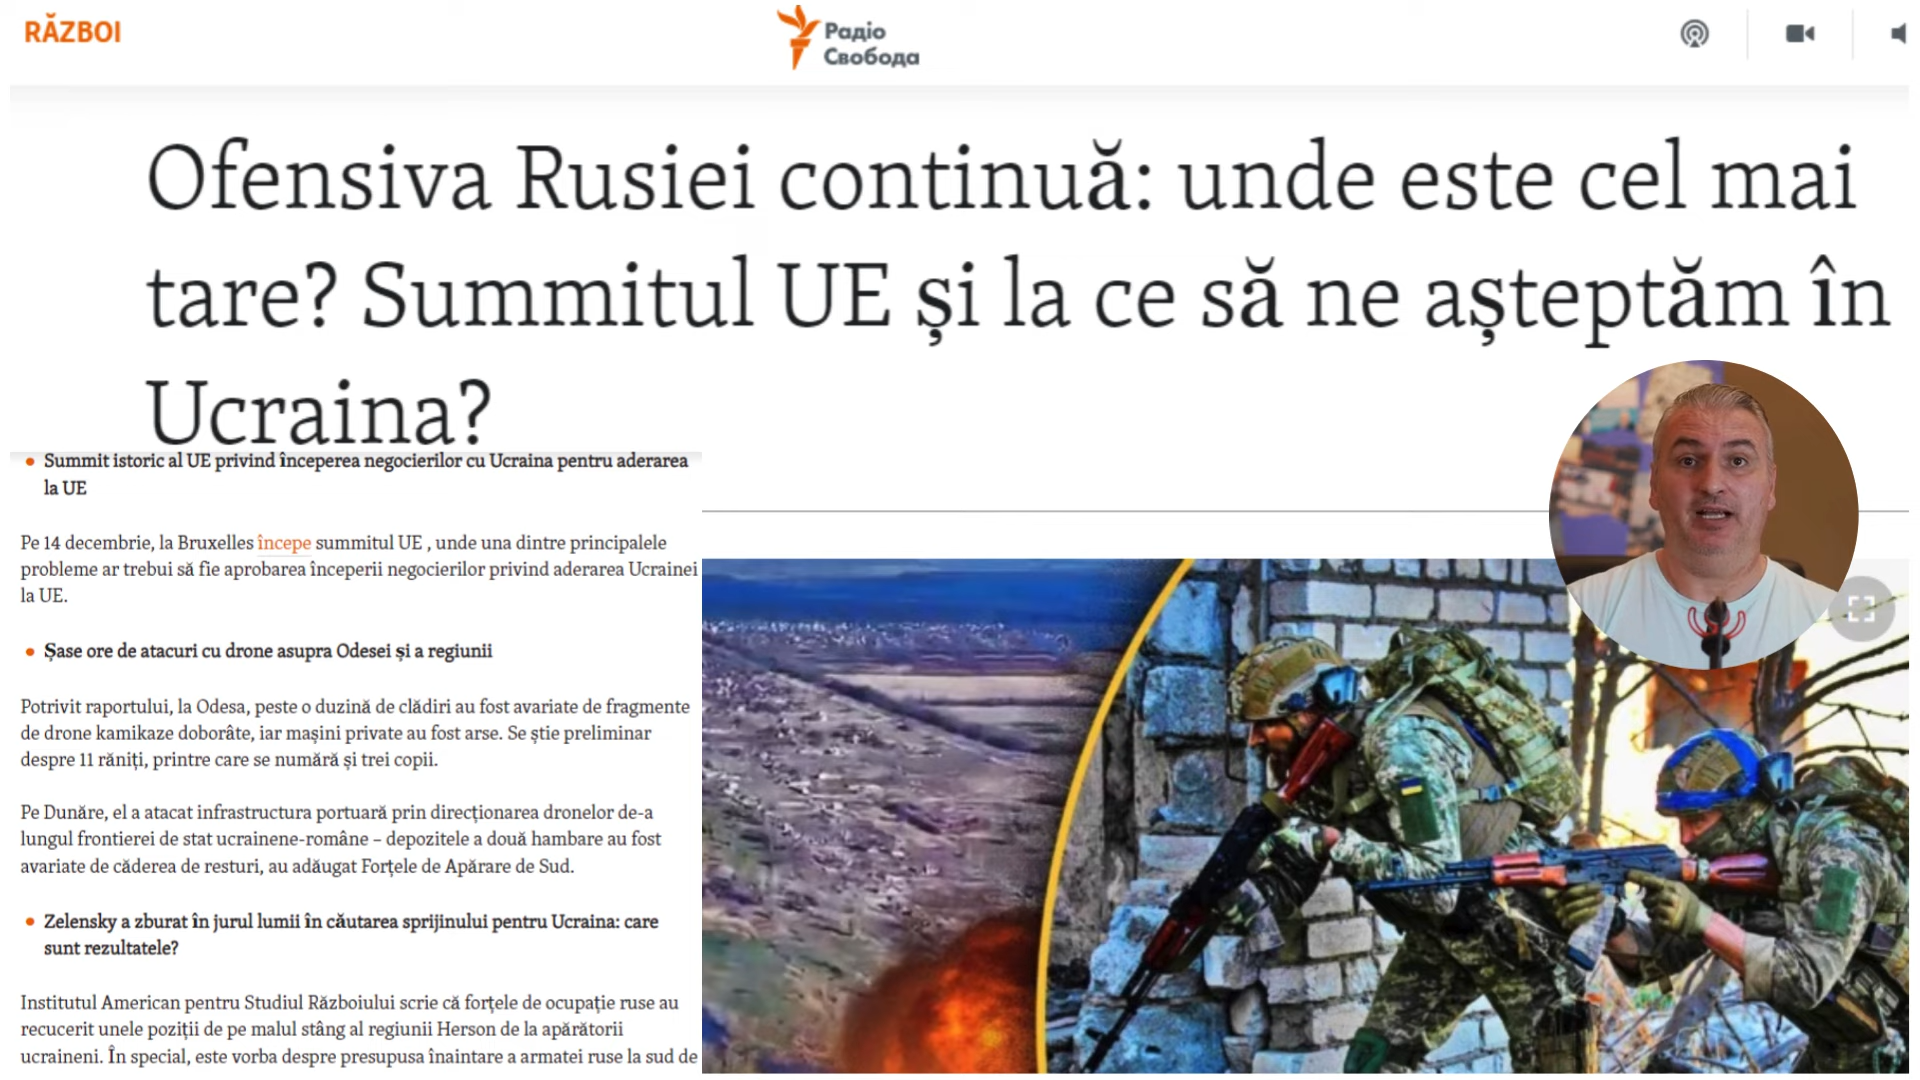 RĂZBOI
Радіо
Свобода
Ofensiva Rusiei continuă: unde este cel mai
tare? Summitul UE și la ce să ne așteptăm în
Ucraina?
• Summit istoric al UE privind începerea negocierilor cu Ucraina pentru aderarea
la UE
Pe 14 decembrie, la Bruxelles începe summitul UE , unde una dintre principalele
probleme ar trebui să fie aprobarea începerii negocierilor privind aderarea Ucrainei
la UE.
• Șase ore de atacuri cu drone asupra Odesei și a regiunii
Potrivit raportului, la Odesa, peste o duzină de clădiri au fost avariate de fragmente
de drone kamikaze doborâte, iar mașini private au fost arse. Se știe preliminar
despre 11 răniți, printre care se numără și trei copii.
Pe Dunăre, el a atacat infrastructura portuară prin direcționarea dronelor de-a
lungul frontierei de stat ucrainene-române – depozitele a două hambare au fost
avariate de căderea de resturi, au adăugat Forțele de Apărare de Sud.
• Zelensky a zburat în jurul lumii în căutarea sprijinului pentru Ucraina: care
sunt rezultatele?
Institutul American pentru Studiul Războiului scrie că forțele de ocupație ruse au
recucerit unele poziții de pe malul stâng al regiunii Herson de la apărătorii
ucraineni. În special, este vorba despre presupusa înaintare a armatei ruse la sud de